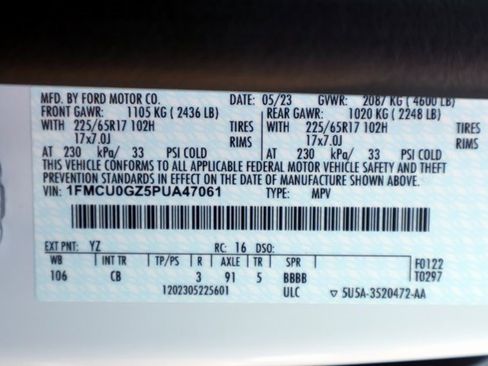 MFD. BY FORD MOTOR CO. DATE: 05/23 GVWR: 2087 KG ( 4600 LB)
FRONT GAWR: 1105 KG ( 2436 LB) REAR GAWR: 1020 KG ( 2248 LB)
WITH 225/65R17 102H TIRES WITH 225/65R17 102H TIRES
17x7.0J RIMS 17x7.0J RIMS
AT 230 kPa/ 33 PSI COLD AT 230 kPa/ 33 PSI COLD
THIS VEHICLE CONFORMS TO ALL APPLICABLE FEDERAL MOTOR VEHICLE SAFETY AND THEFT
PREVENTION STANDARDS IN EFFECT ON THE DATE OF MANUFACTURE SHOWN ABOVE.
VIN: 1FMCU0GZ5PUA47061 TYPE: MPV
EXT PNT: YZ RC: 16 DSO: F0122
WB INT TR TP/PS R AXLE TR SPR T0297
106 CB 3 91 5 BBBB
1202305225601 ULC ▽ 5U5A-3520472-AA